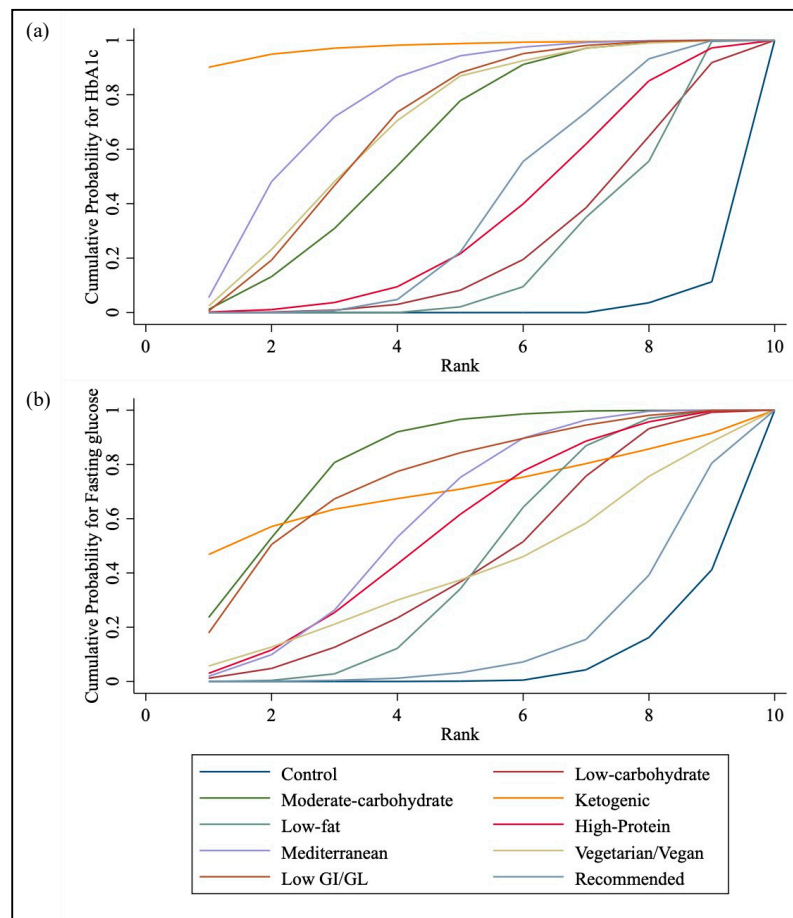 (a)
Cumulative Probability for HbA1c
1
0.8
0.6
0.4
0.2
0
0 2 4 6 8 10
Rank
(b)
Cumulative Probability for Fasting glucose
1
0.8
0.6
0.4
0.2
0
0 2 4 6 8 10
Rank
Control Low-carbohydrate
Moderate-carbohydrate Ketogenic
Low-fat High-Protein
Mediterranean Vegetarian/Vegan
Low GI/GL Recommended